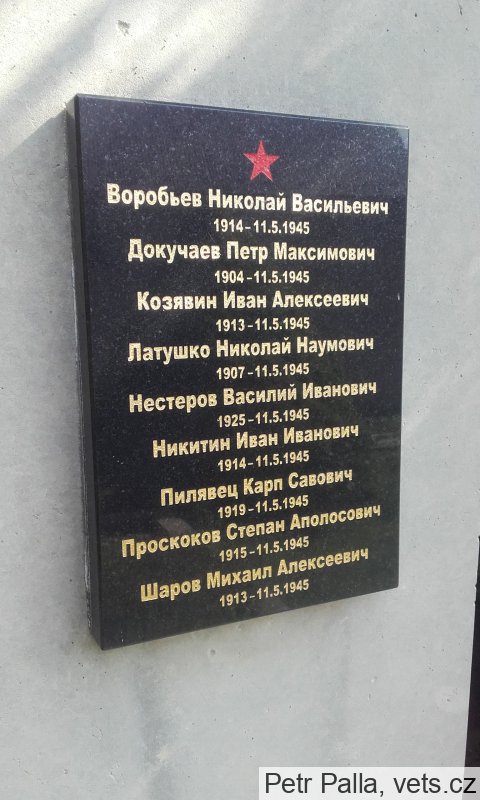 Воробьев Николай Васильевич
1914-11.5.1945
Докучаев Петр Максимович
1904-11.5.1945
Козявин Иван Алексеевич
1913-11.5.1945
Латушко Николай Наумович
1907-11.5.1945
Нестеров Василий Иванович
1925-11.5.1945
Никитин Иван Иванович
1914-11.5.1945
Пилявец Карп Савович
1919-11.5.1945
Проскоков Степан Аполосович
1915-11.5.1945
Шаров Михаил Алексеевич
1913-11.5.1945
Petr Palla, vets.cz